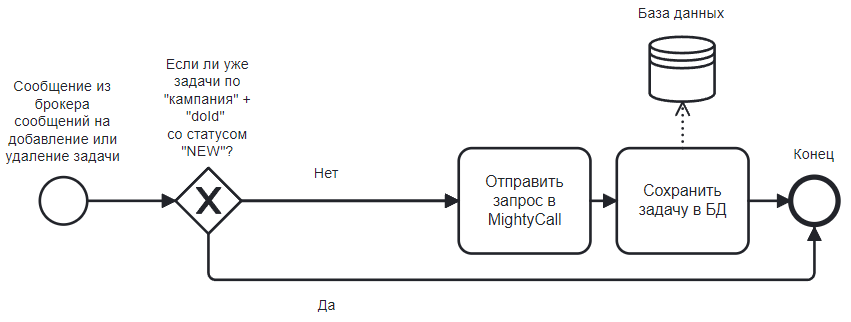 Сообщение из
брокера
сообщений на
добавление или
удаление задачи
Если ли уже
задачи по
"кампания" +
"doId"
со статусом
"NEW"?
Нет
Да
Отправить
запрос в
MightyCall
Сохранить
задачу в БД
База данных
Конец